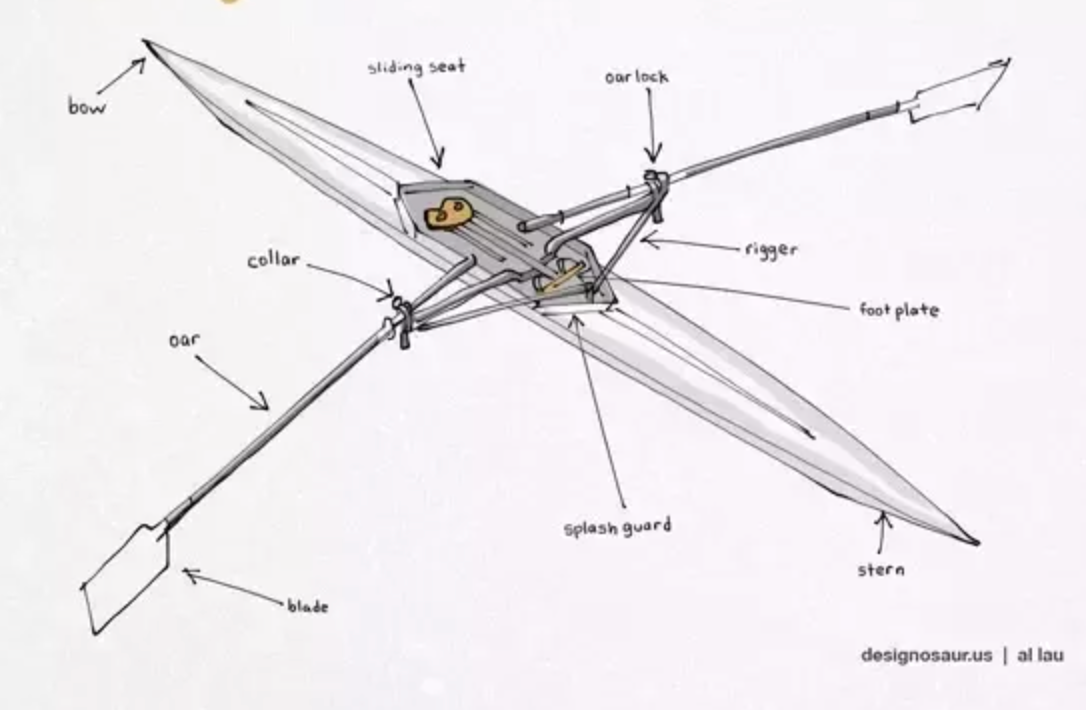 sliding seat
oar lock
bow
rigger
collar
foot plate
oar
splash guard
stern
blade
designosaur.us | al lau